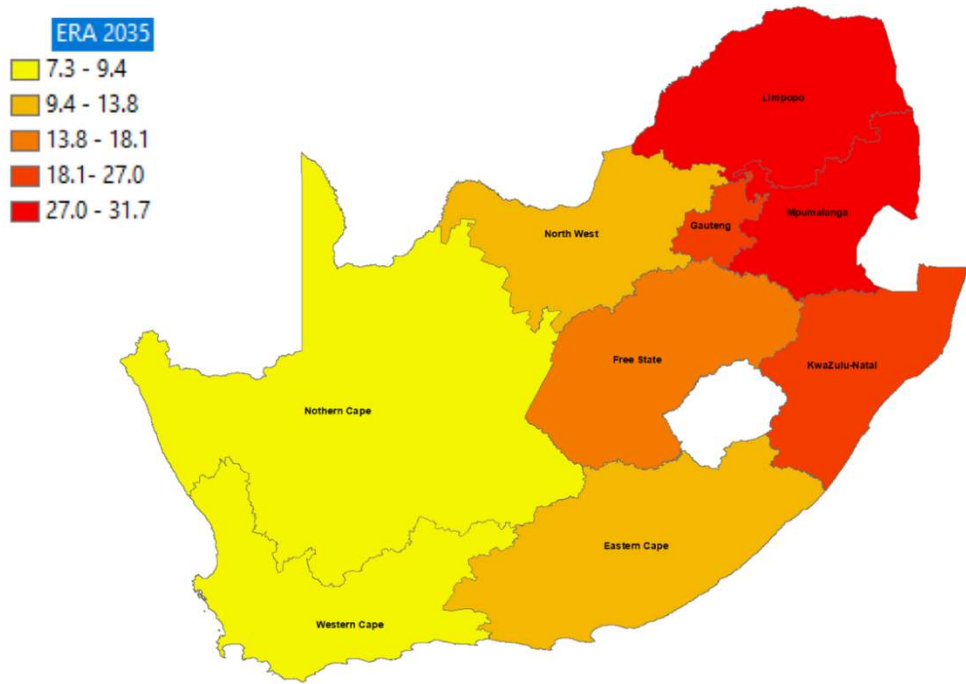 ERA 2035
7.3 - 9.4
9.4 - 13.8
13.8 - 18.1
18.1- 27.0
27.0 - 31.7
Limpopo
Mpumalanga
Gauteng
North West
Free State
KwaZulu-Natal
Nothern Cape
Eastern Cape
Western Cape